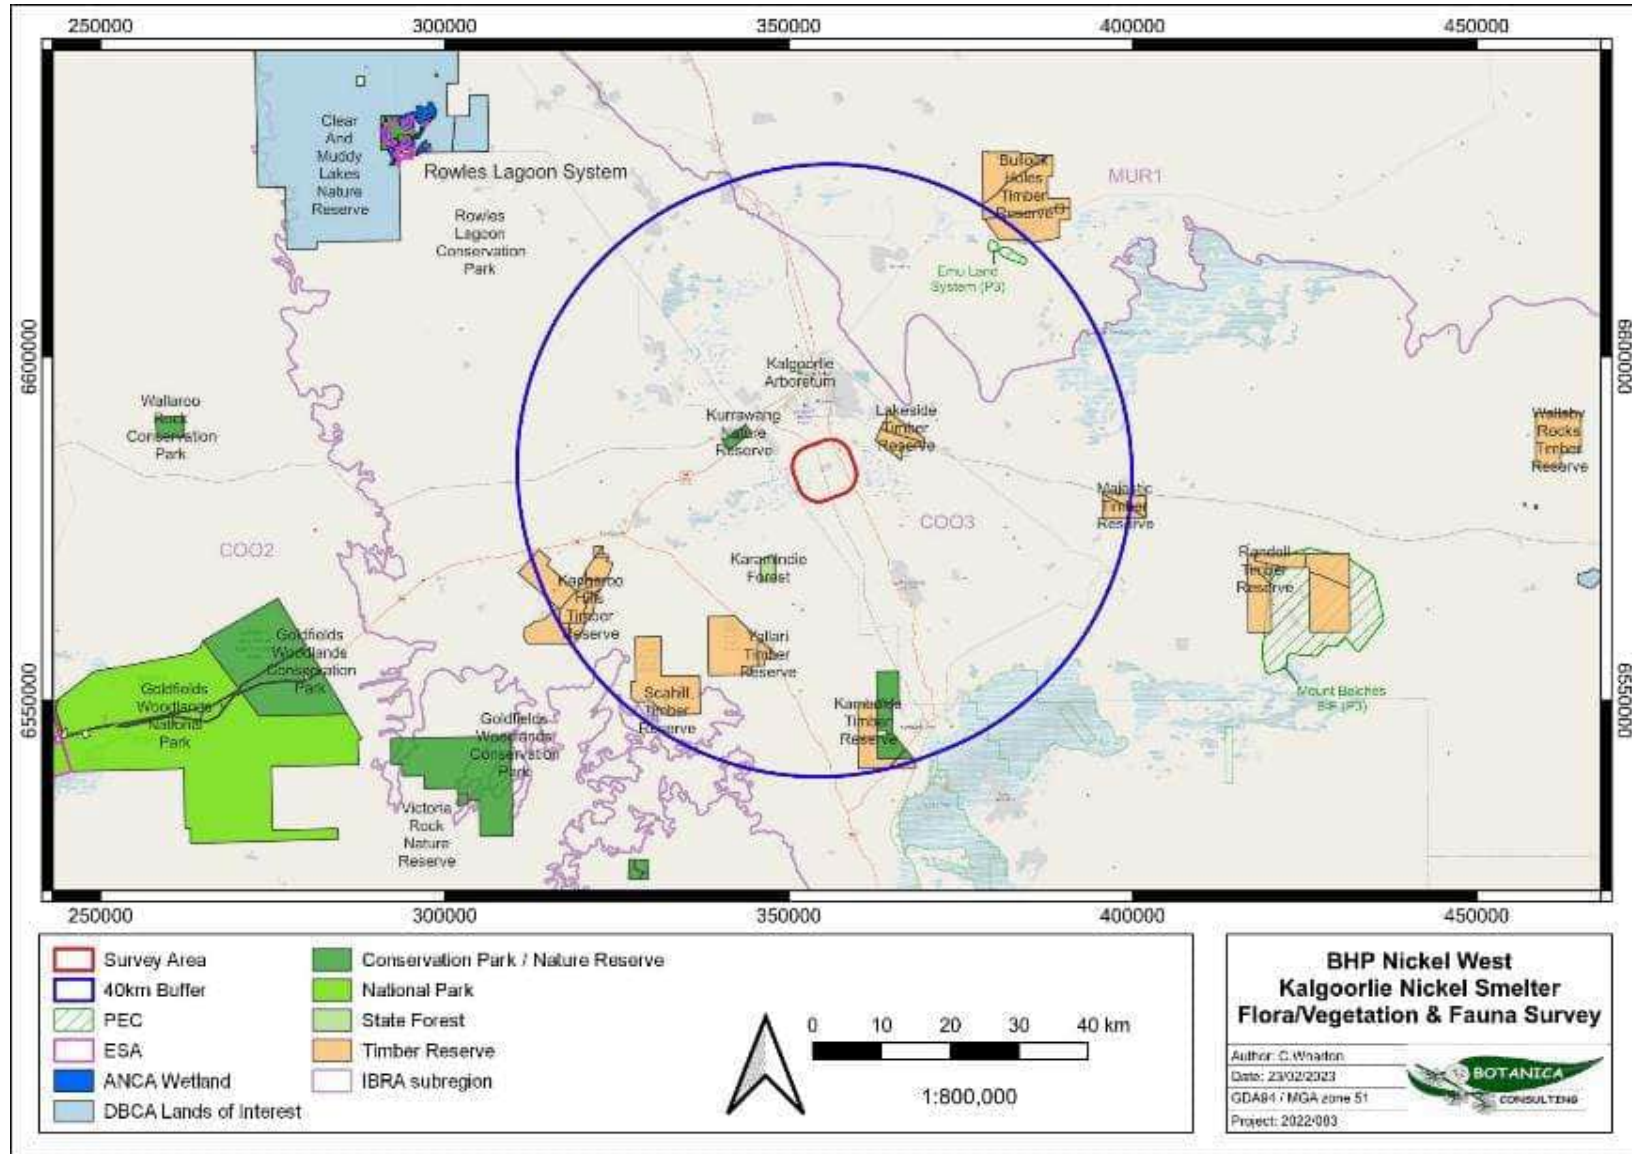 250000
300000
350000
400000
450000
6600000
6550000
6600000
6550000
Clear
And
Muddy
Lakes
Nature
Reserve
Rowles Lagoon System
Rowles
Lagoon
Conservation
Park
Bullock
Holes
Timber
Reserve
MUR1
Emu Land
System (P3)
Kalgoorlie
Arboretum
Wallaroo
Rock
Conservation
Park
Kurrawang
Nature
Reserve
Lakeside
Timber
Reserve
Wallaby
Rocks
Timber
Reserve
Majestic
Timber
Reserve
COO3
COO2
Karamindie
Forest
Randell
Timber
Reserve
Kangaroo
Hills
Timber
Reserve
Yallari
Timber
Reserve
Goldfields
Woodlands
Conservation
Park
Goldfields
Woodlands
National
Park
Scahill
Timber
Reserve
Kambalda
Timber
Reserve
Mount Belches
BIF (P3)
Goldfields
Woodlands
Conservation
Park
Victoria
Rock
Nature
Reserve
250000
300000
350000
400000
450000
Survey Area
40km Buffer
PEC
ESA
ANCA Wetland
DBCA Lands of Interest
Conservation Park / Nature Reserve
National Park
State Forest
Timber Reserve
IBRA subregion
0 10 20 30 40 km
1:800,000
BHP Nickel West
Kalgoorlie Nickel Smelter
Flora/Vegetation & Fauna Survey
Author: C.Wharton
Date: 23/02/2023
GDA94 / MGA zone 51
Project: 2022/083
BOTANICA
CONSULTING